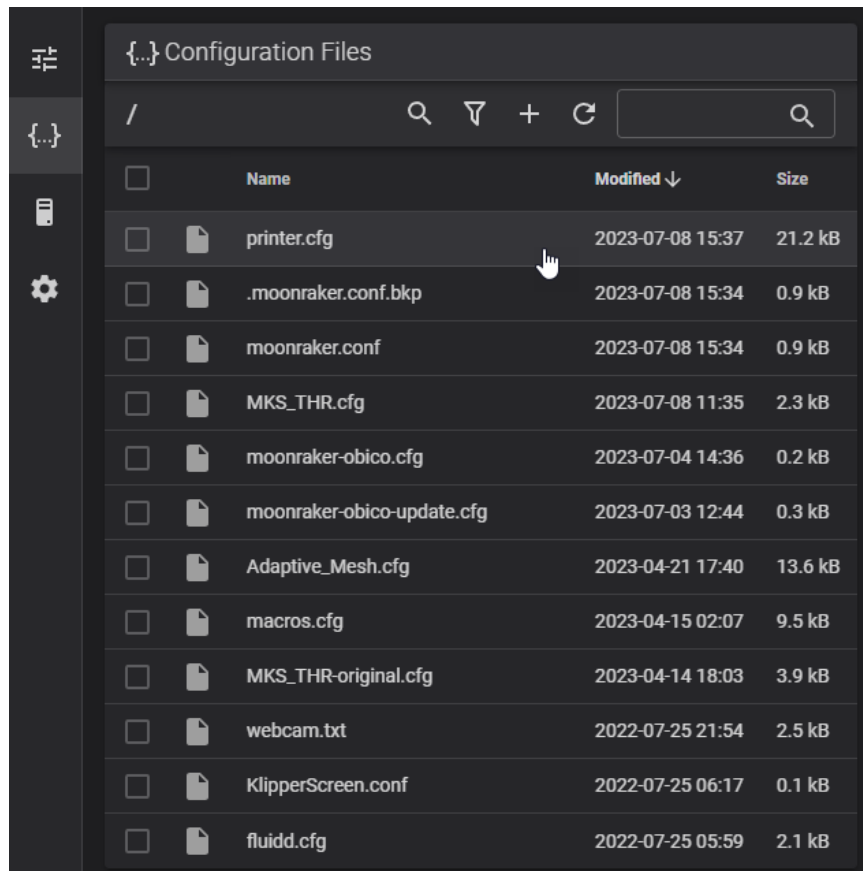 {...} Configuration Files
/
{...}
Name Modified Size
printer.cfg 2023-07-08 15:37 21.2 kB
.moonraker.conf.bkp 2023-07-08 15:34 0.9 kB
moonraker.conf 2023-07-08 15:34 0.9 kB
MKS_THR.cfg 2023-07-08 11:35 2.3 kB
moonraker-obico.cfg 2023-07-04 14:36 0.2 kB
moonraker-obico-update.cfg 2023-07-03 12:44 0.3 kB
Adaptive_Mesh.cfg 2023-04-21 17:40 13.6 kB
macros.cfg 2023-04-15 02:07 9.5 kB
MKS_THR-original.cfg 2023-04-14 18:03 3.9 kB
webcam.txt 2022-07-25 21:54 2.5 kB
KlipperScreen.conf 2022-07-25 06:17 0.1 kB
fluidd.cfg 2022-07-25 05:59 2.1 kB